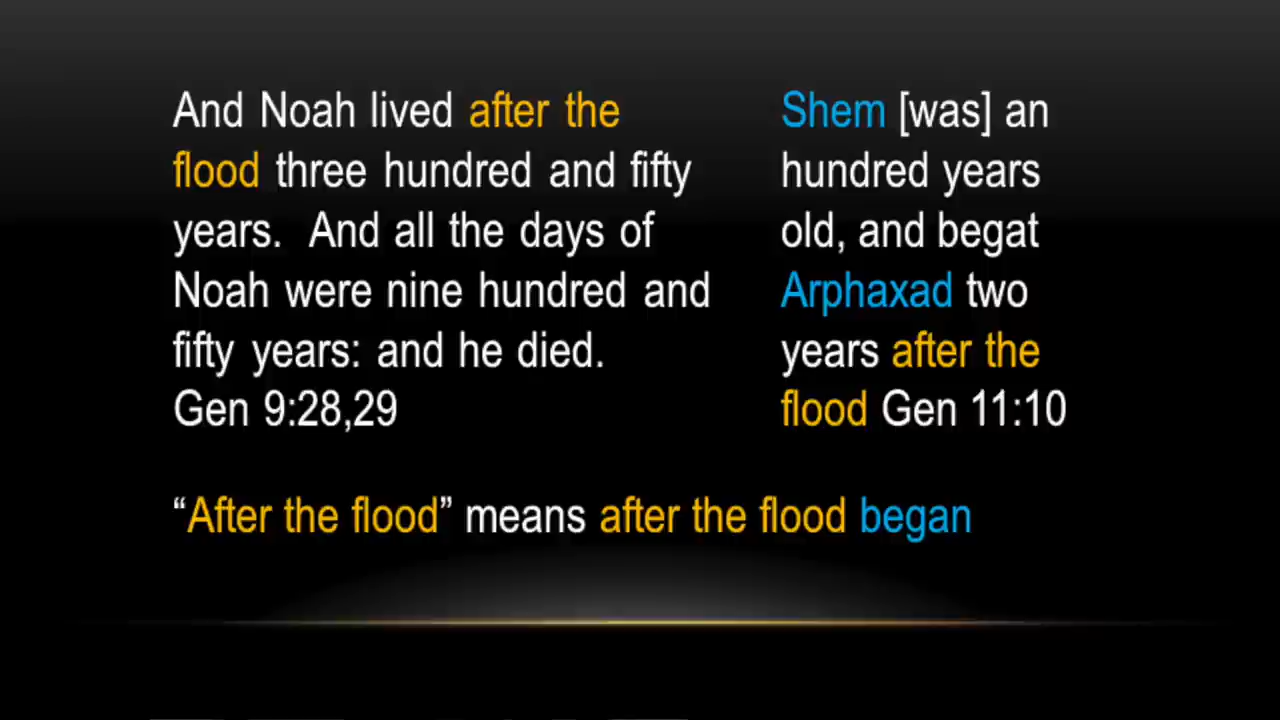 And Noah lived after the
flood three hundred and fifty
years.  And all the days of
Noah were nine hundred and
fifty years: and he died.
Gen 9:28,29
Shem [was] an
hundred years
old, and begat
Arphaxad two
years after the
flood Gen 11:10
“After the flood” means after the flood began